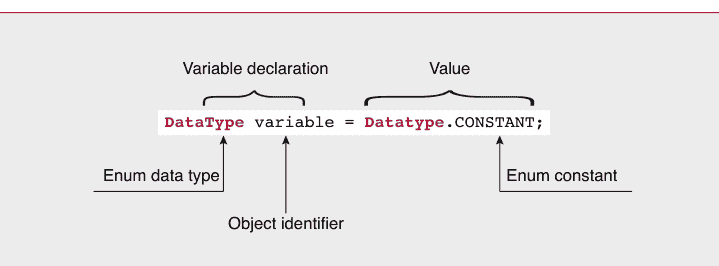 Variable declaration Value
DataType variable = Datatype.CONSTANT;
Enum data type Enum constant
Object identifier